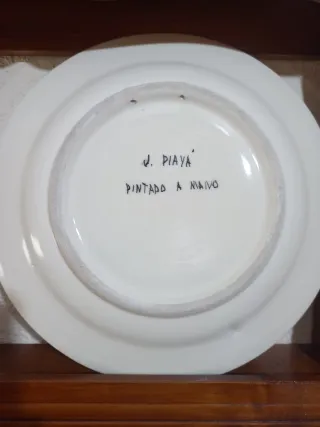 J. PIAYÁ
PINTADO A MANO